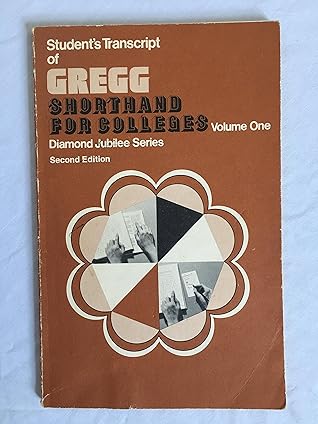 Student's Transcript
of
GREGG
SHORTHAND
FOR COLLEGES Volume One
Diamond Jubilee Series
Second Edition